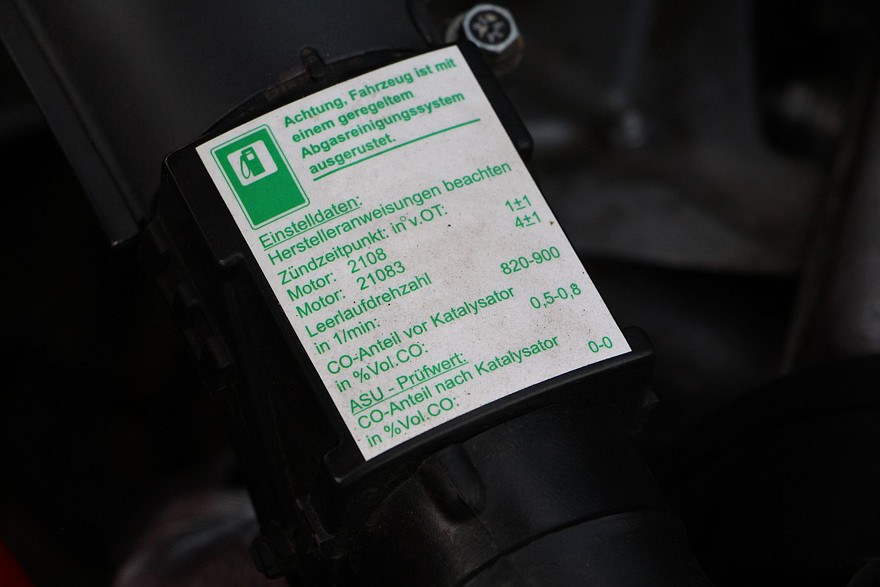 Achtung, Fahrzeug ist mit
einem geregeltem
Abgasreinigungssystem
ausgerustet.
Einstelldaten:
Herstelleranweisungen beachten
Zündzeitpunkt: in°v.OT:
Motor: 2108 1±1
Motor: 21083 4±1
Leerlaufdrehzahl
in 1/min: 820-900
CO-Anteil vor Katalysator
in %Vol.CO: 0,5-0,8
ASU - Prüfwert:
CO-Anteil nach Katalysator
in %Vol.CO: 0-0